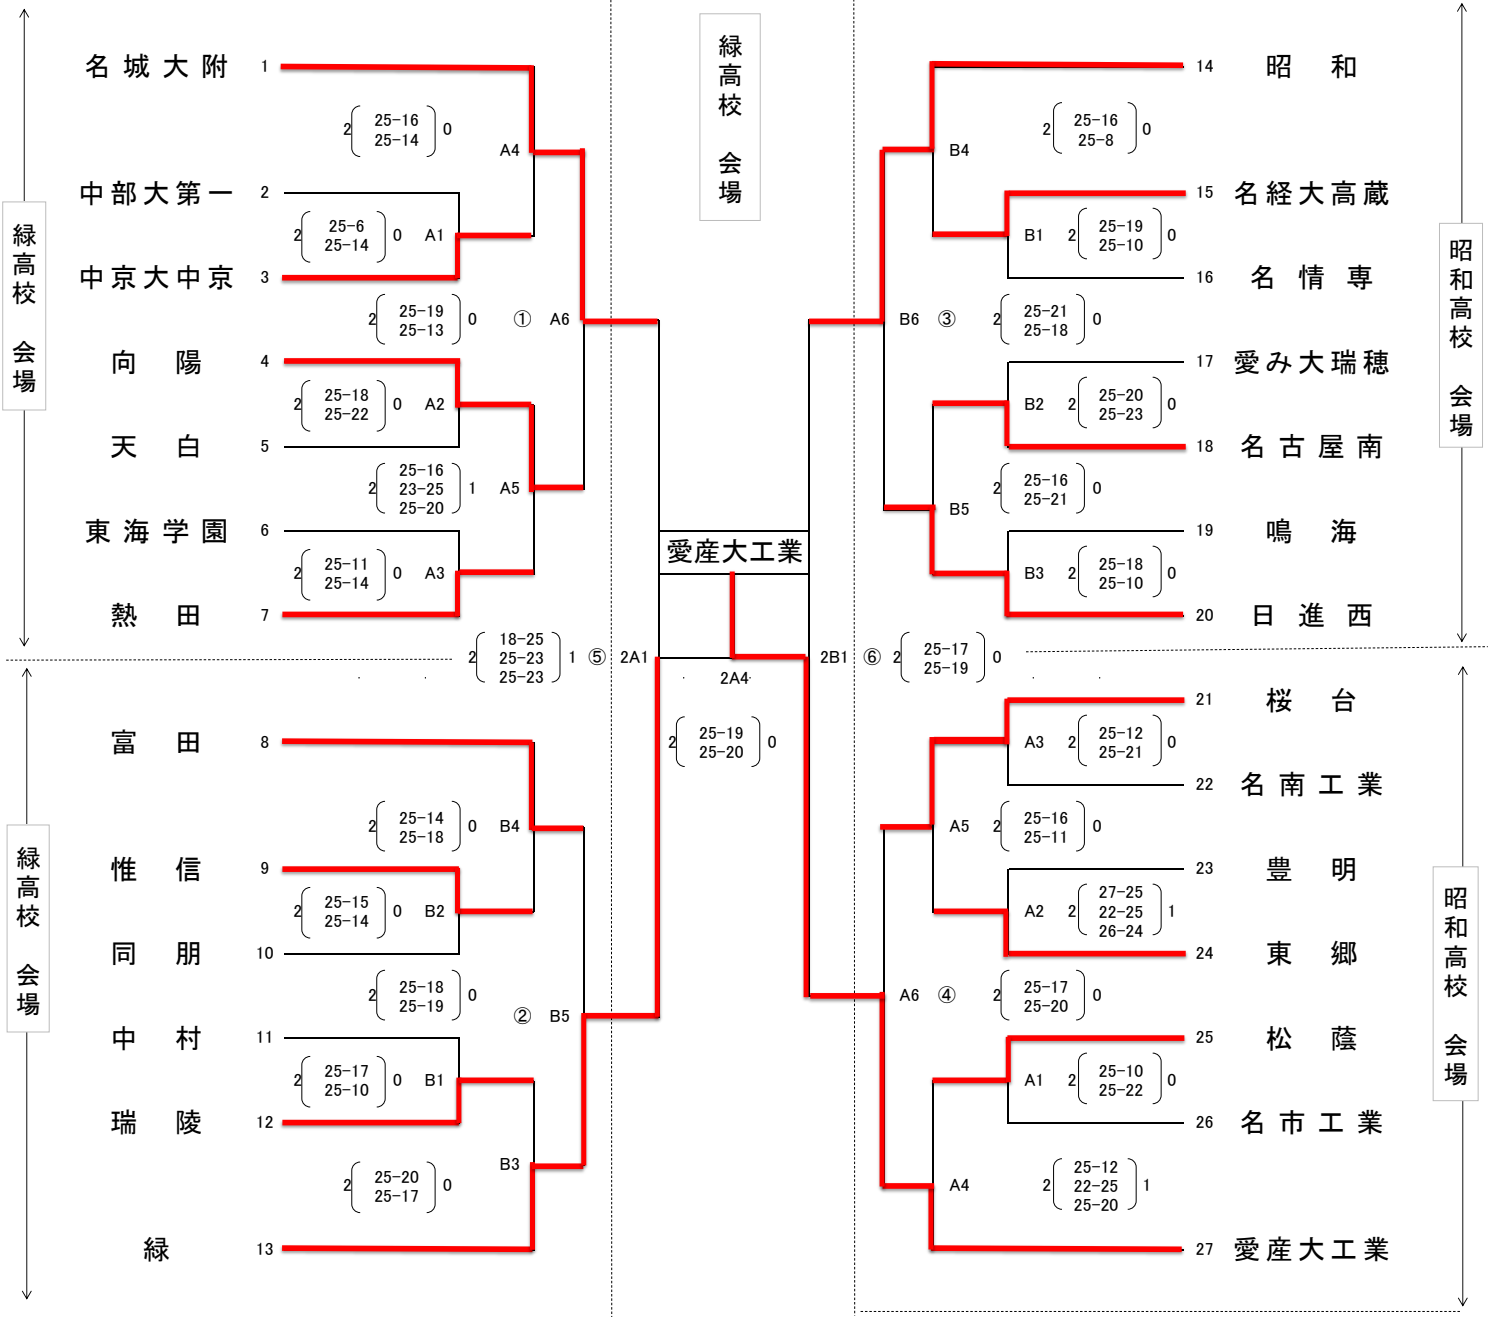 緑高校 会場
名城大附 1
2 25-16 0
25-14
A4
中部大第一 2
2 25-6 0 A1
25-14
中京大中京 3
2 25-19 0 ① A6
25-13
向陽 4
2 25-18 0 A2
25-22
天白 5
2 25-16 1 A5
23-25
25-20
東海学園 6
2 25-11 0 A3
25-14
熱田 7
緑高校 会場
2 18-25 1 ⑤ 2A1
25-23
25-23
富田 8
2 25-14 0 B4
25-18
惟信 9
2 25-15 0 B2
25-14
同朋 10
2 25-18 0 ② B5
25-19
中村 11
2 25-17 0 B1
25-10
瑞陵 12
B3
2 25-20 0
25-17
緑 13
緑高校 会場
緑高校 会場
愛産大工業
2A4
2 25-19 0
25-20
14 昭和
B4 2 25-16 0
25-8
15 名経大高蔵
B1 2 25-19 0
25-10
16 名情専
B6 ③ 2 25-21 0
25-18
17 愛み大瑞穂
B2 2 25-20 0
25-23
18 名古屋南
B5 2 25-16 0
25-21
19 鳴海
B3 2 25-18 0
25-10
20 日進西
昭和高校 会場
2B1 ⑥ 2 25-17 0
25-19
21 桜台
A3 2 25-12 0
25-21
22 名南工業
A5 2 25-16 0
25-11
23 豊明
A2 2 27-25 1
22-25
26-24
24 東郷
A6 ④ 2 25-17 0
25-20
25 松蔭
A1 2 25-10 0
25-22
26 名市工業
A4 2 25-12 1
22-25
25-20
27 愛産大工業
昭和高校 会場